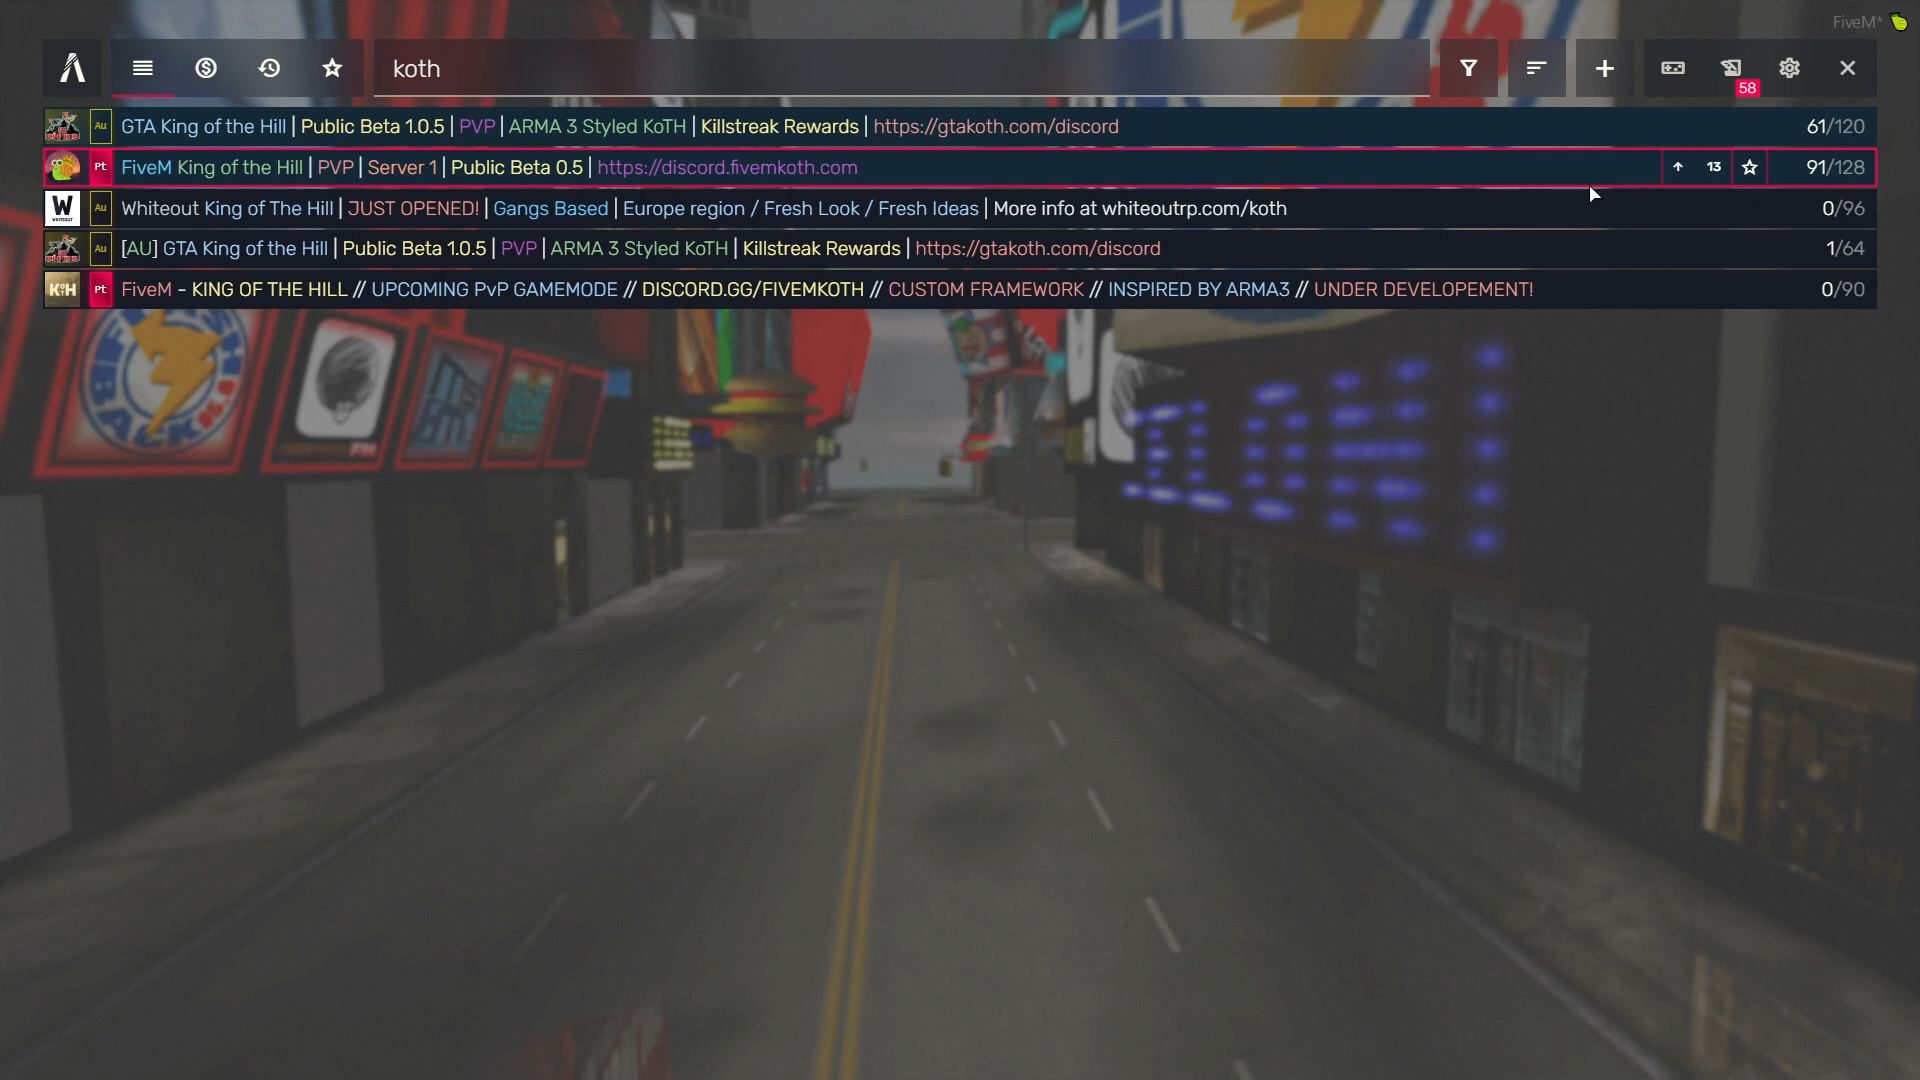 FiveM*
koth
58
Au GTA King of the Hill | Public Beta 1.0.5 | PVP | ARMA 3 Styled KoTH | Killstreak Rewards | https://gtakoth.com/discord 61/120
Pt FiveM King of the Hill | PVP | Server 1 | Public Beta 0.5 | https://discord.fivemkoth.com 13 91/128
W Au Whiteout King of The Hill | JUST OPENED! | Gangs Based | Europe region / Fresh Look / Fresh Ideas | More info at whiteoutrp.com/koth 0/96
Au [AU] GTA King of the Hill | Public Beta 1.0.5 | PVP | ARMA 3 Styled KoTH | Killstreak Rewards | https://gtakoth.com/discord 1/64
Pt FiveM - KING OF THE HILL // UPCOMING PvP GAMEMODE // DISCORD.GG/FIVEMKOTH // CUSTOM FRAMEWORK // INSPIRED BY ARMA3 // UNDER DEVELOPEMENT! 0/90